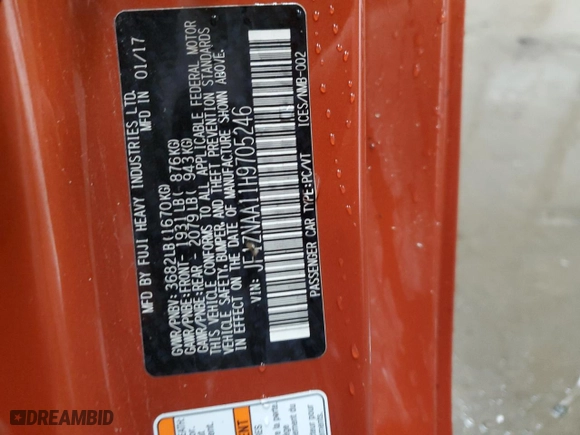 MFD BY FUJI HEAVY INDUSTRIES LTD.
MFD IN 01/17
GVWR/PNBV: 3682LB(1670KG)
GAWR/PNBE:FRONT- 1931LB( 876KG)
GAWR/PNBE:REAR - 2079LB( 943KG)
THIS VEHICLE CONFORMS TO ALL APPLICABLE FEDERAL MOTOR
VEHICLE SAFETY, BUMPER, AND THEFT PREVENTION STANDARDS
IN EFFECT ON THE DATE OF MANUFACTURE SHOWN ABOVE.
VIN:
PASSENGER CAR TYPE:PC/VT
ICES/NMB-002
la porte.
DREAMBID